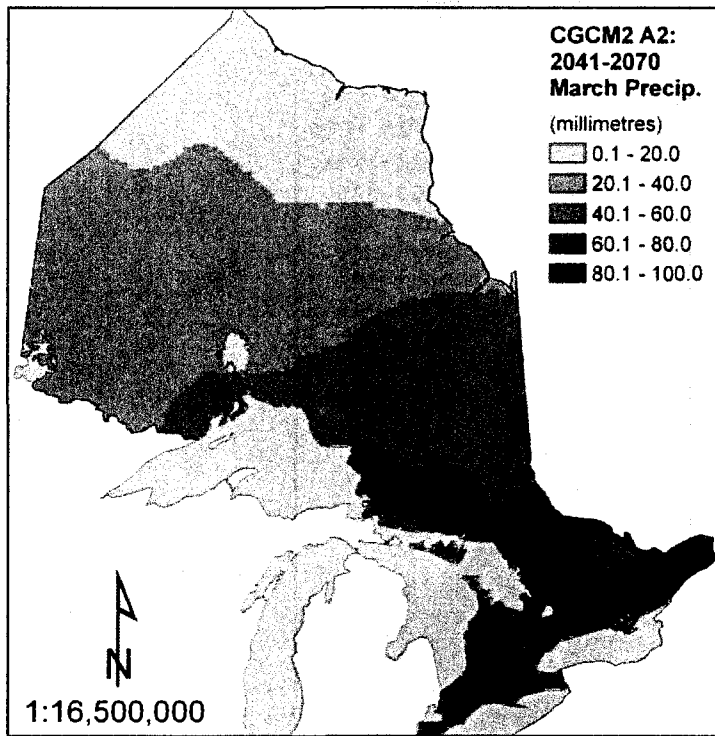 CGCM2 A2:
2041-2070
March Precip.
(millimetres)
0.1 - 20.0
20.1 - 40.0
40.1 - 60.0
60.1 - 80.0
80.1 - 100.0
N
1:16,500,000